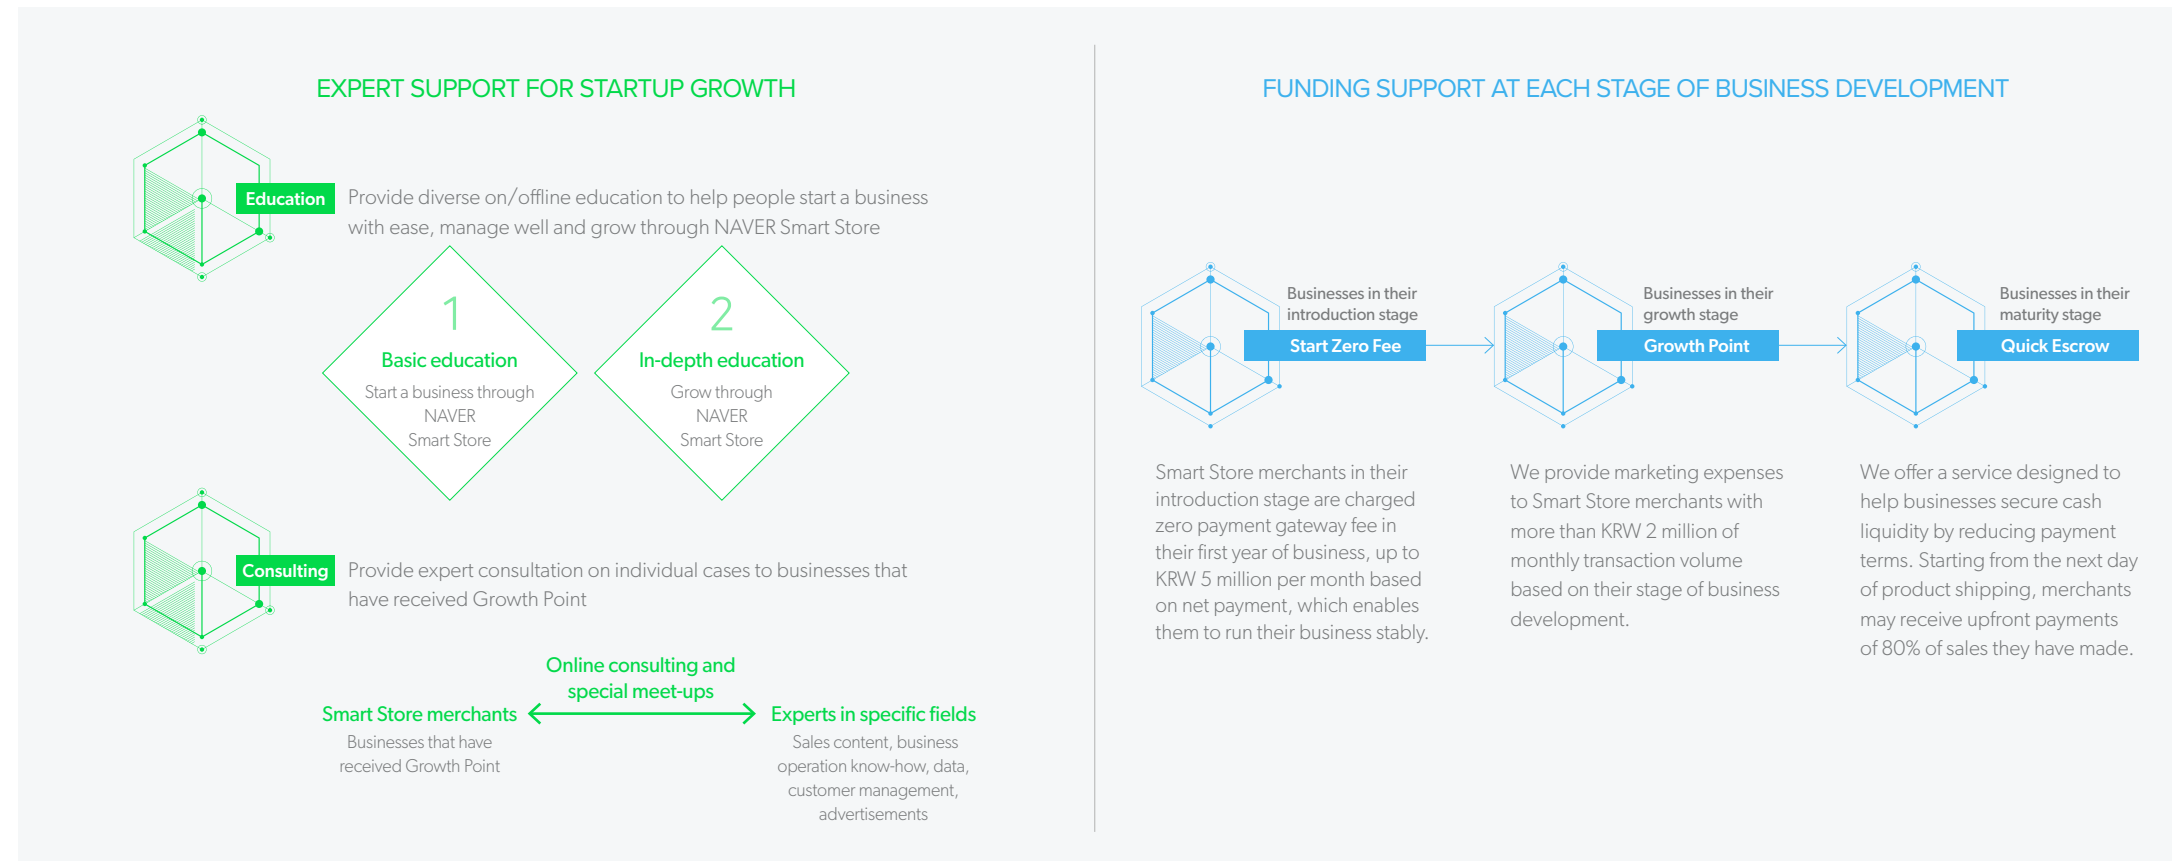 EXPERT SUPPORT FOR STARTUP GROWTH
Education
Provide diverse on/offline education to help people start a business
with ease, manage well and grow through NAVER Smart Store
1
Basic education
Start a business through
NAVER
Smart Store
2
In-depth education
Grow through
NAVER
Smart Store
Consulting
Provide expert consultation on individual cases to businesses that
have received Growth Point
Online consulting and
special meet-ups
Smart Store merchants
Businesses that have
received Growth Point
Experts in specific fields
Sales content, business
operation know-how, data,
customer management,
advertisements
FUNDING SUPPORT AT EACH STAGE OF BUSINESS DEVELOPMENT
Businesses in their
introduction stage
Start Zero Fee
Smart Store merchants in their
introduction stage are charged
zero payment gateway fee in
their first year of business, up to
KRW 5 million per month based
on net payment, which enables
them to run their business stably.
Businesses in their
growth stage
Growth Point
We provide marketing expenses
to Smart Store merchants with
more than KRW 2 million of
monthly transaction volume
based on their stage of business
development.
Businesses in their
maturity stage
Quick Escrow
We offer a service designed to
help businesses secure cash
liquidity by reducing payment
terms. Starting from the next day
of product shipping, merchants
may receive upfront payments
of 80% of sales they have made.